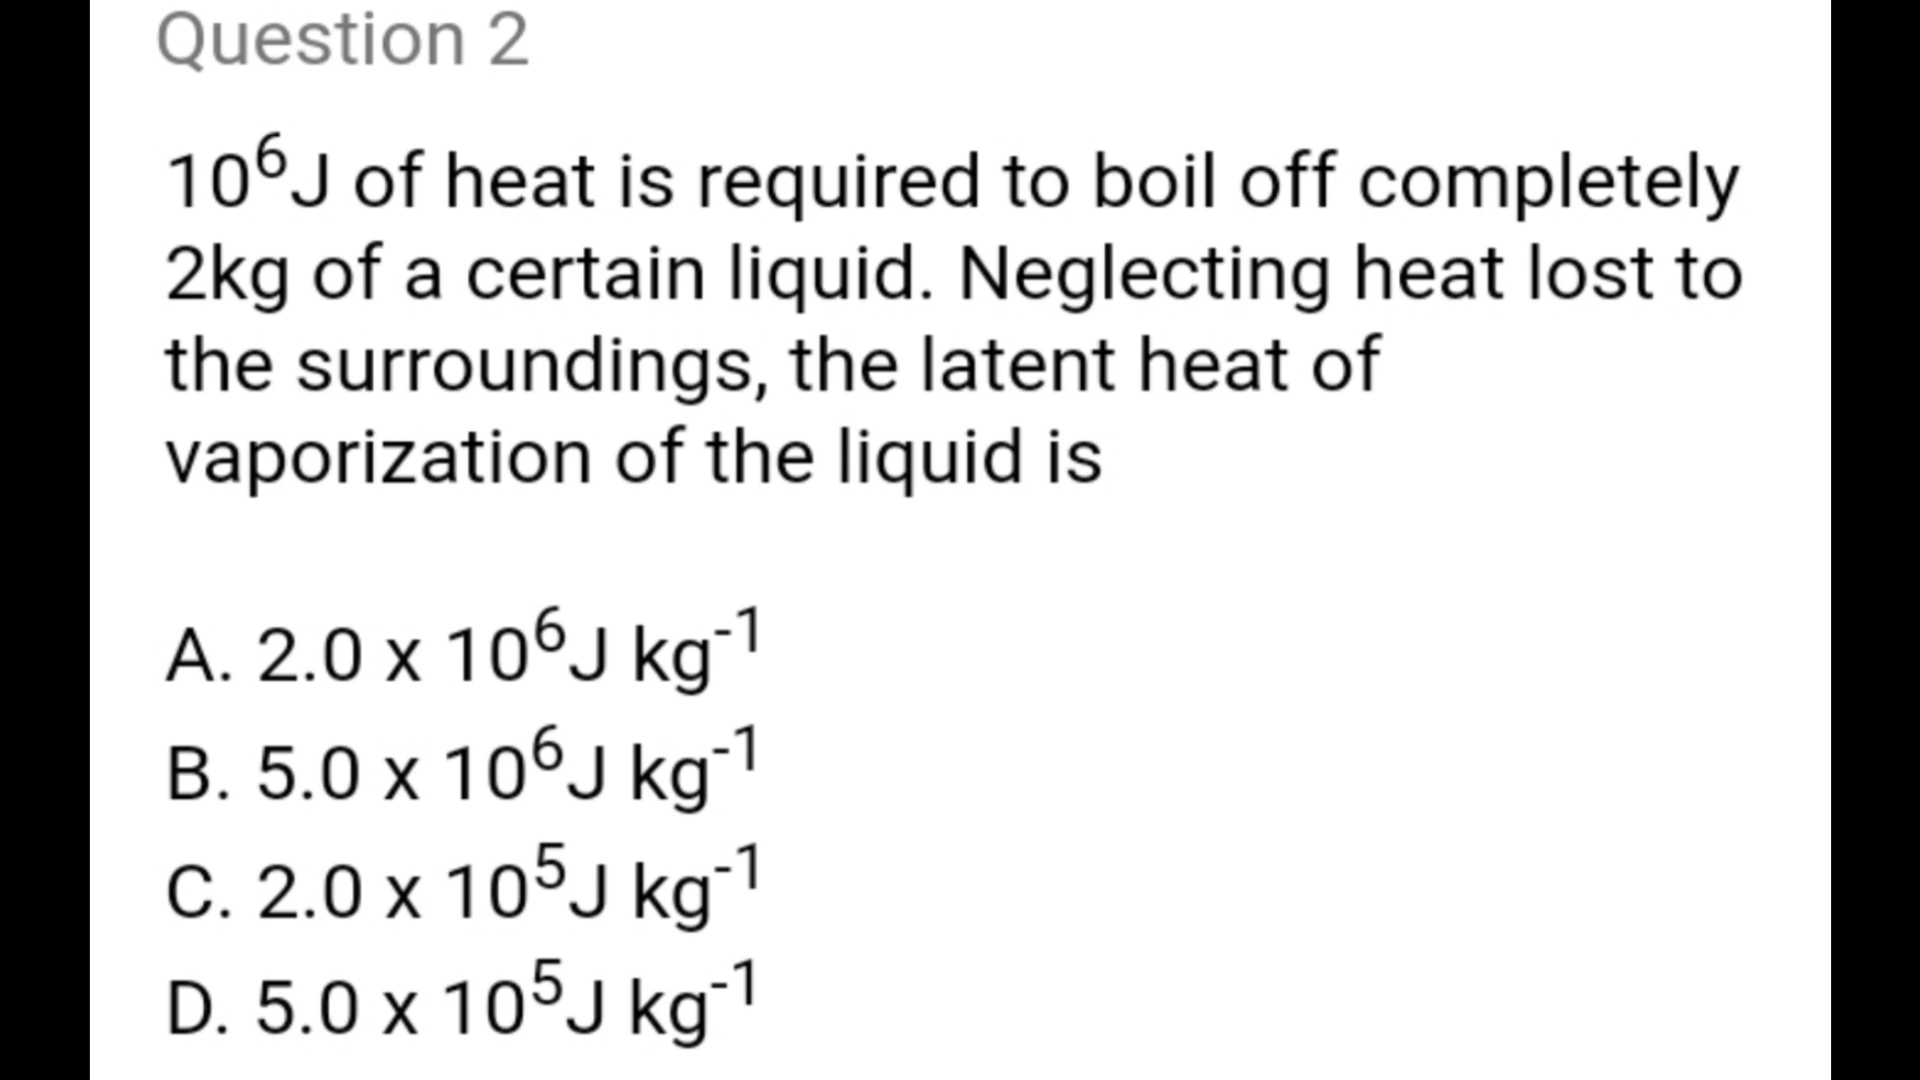 Question 2
10⁶J of heat is required to boil off completely
2kg of a certain liquid. Neglecting heat lost to
the surroundings, the latent heat of
vaporization of the liquid is
A. 2.0 x 10⁶J kg⁻¹
B. 5.0 x 10⁶J kg⁻¹
C. 2.0 x 10⁵J kg⁻¹
D. 5.0 x 10⁵J kg⁻¹